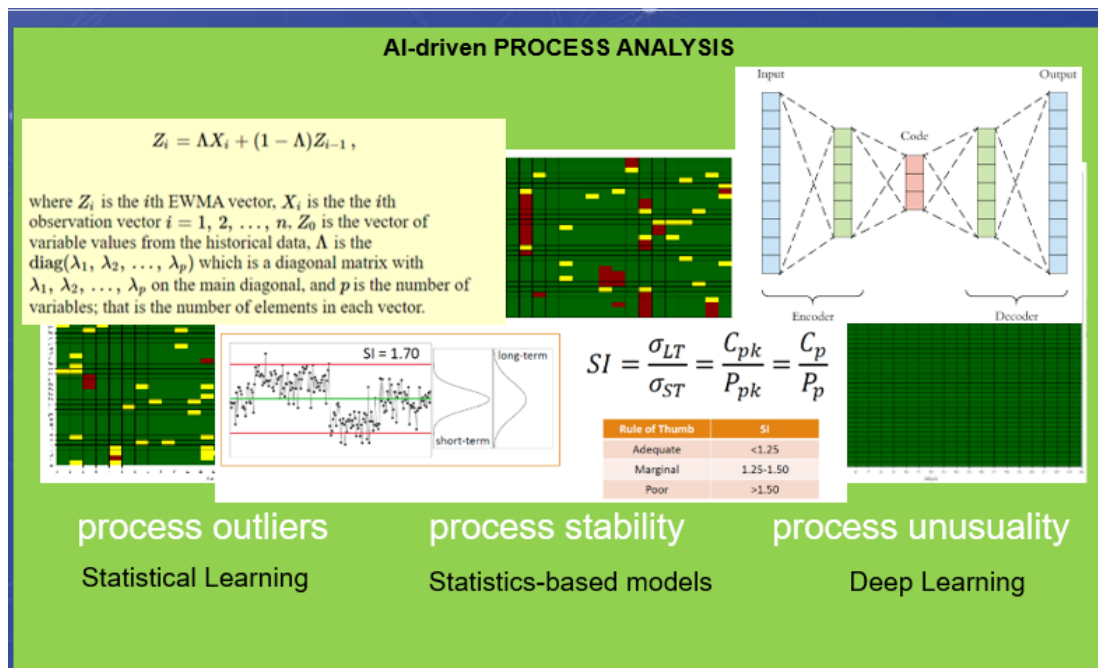 AI-driven PROCESS ANALYSIS
Input
Output
Code
Encoder
Decoder
Z_i = ΛX_i + (1 − Λ)Z_{i−1} ,
where Z_i is the ith EWMA vector, X_i is the the ith
observation vector i = 1, 2, ..., n, Z_0 is the vector of
variable values from the historical data, Λ is the
diag(λ_1, λ_2, ..., λ_p) which is a diagonal matrix with
λ_1, λ_2, ..., λ_p on the main diagonal, and p is the number of
variables; that is the number of elements in each vector.
SI = 1.70
long-term
short-term
SI = σ_LT / σ_ST = C_pk / P_pk = C_p / P_p
Rule of Thumb SI
Adequate <1.25
Marginal 1.25-1.50
Poor >1.50
process outliers
process stability
process unusuality
Statistical Learning
Statistics-based models
Deep Learning